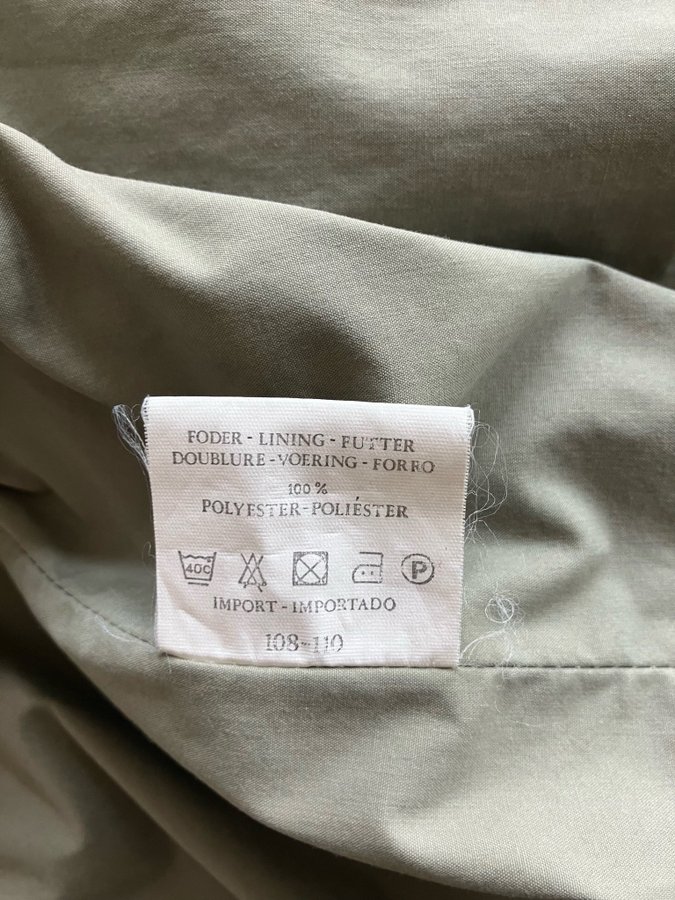 FODER - LINING - FUTTER
DOUBLURE - VOERING - FORRO
100 %
POLYESTER - POLIÉSTER
40C P
IMPORT - IMPORTADO
108-110